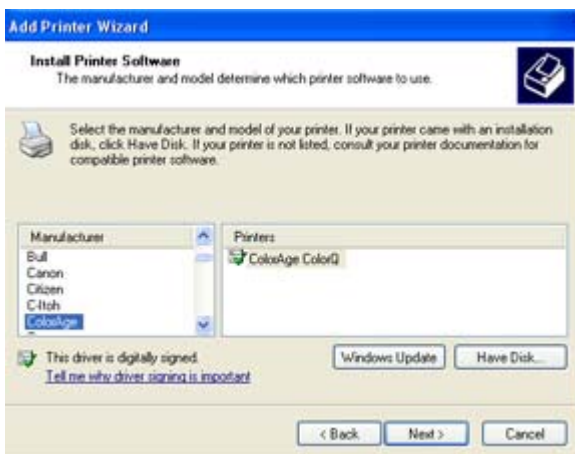 Add Printer Wizard
Install Printer Software
The manufacturer and model determine which printer software to use.
Select the manufacturer and model of your printer. If your printer came with an installation
disk, click Have Disk. If your printer is not listed, consult your printer documentation for
compatible printer software.
Manufacturer
Bull
Canon
Citizen
C-Itoh
ColorAge
Printers
ColorAge ColorQ
This driver is digitally signed.
Tell me why driver signing is important
Windows Update
Have Disk...
< Back
Next >
Cancel